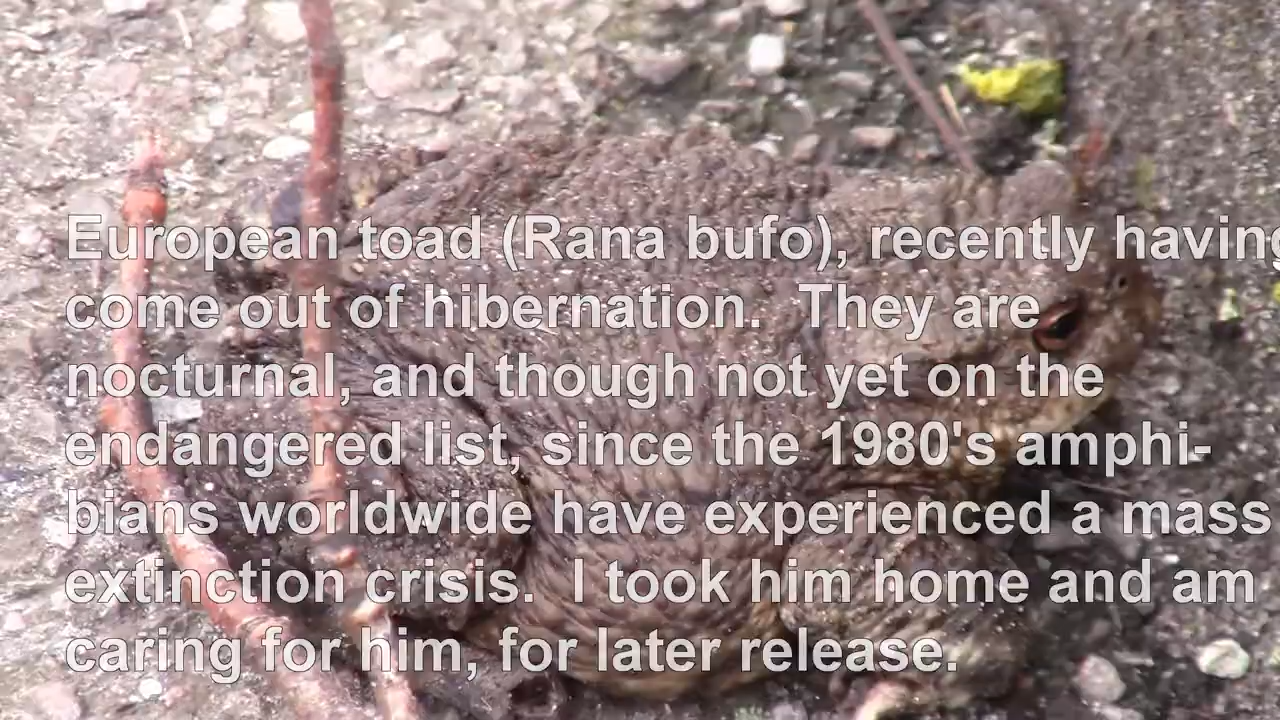 European toad (Rana bufo), recently having
come out of hibernation.  They are
nocturnal, and though not yet on the
endangered list, since the 1980's amphi-
bians worldwide have experienced a mass
extinction crisis.  I took him home and am
caring for him, for later release.